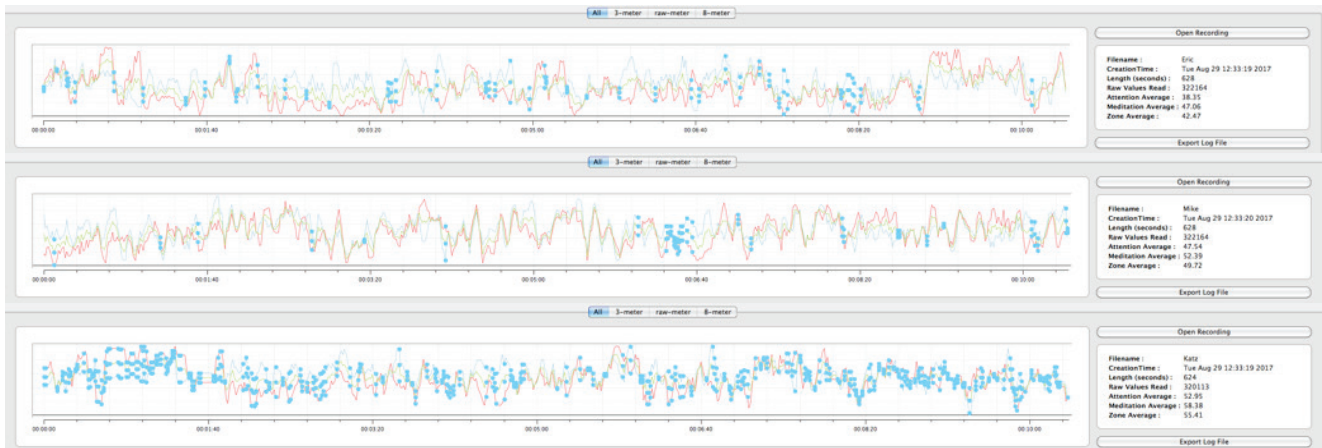 All 3-meter raw-meter 8-meter
Open Recording
Filename : Eric
CreationTime : Tue Aug 29 12:33:19 2017
Length (seconds) : 628
Raw Values Read : 322164
Attention Average : 38.35
Meditation Average : 47.06
Zone Average : 42.47
00:00:00 00:01:40 00:03:20 00:05:00 00:06:40 00:08:20 00:10:00
Export Log File
All 3-meter raw-meter 8-meter
Open Recording
Filename : Mike
CreationTime : Tue Aug 29 12:33:20 2017
Length (seconds) : 628
Raw Values Read : 322164
Attention Average : 47.54
Meditation Average : 52.39
Zone Average : 49.72
00:00:00 00:01:40 00:03:20 00:05:00 00:06:40 00:08:20 00:10:00
Export Log File
All 3-meter raw-meter 8-meter
Open Recording
Filename : Katz
CreationTime : Tue Aug 29 12:33:19 2017
Length (seconds) : 624
Raw Values Read : 320113
Attention Average : 52.95
Meditation Average : 58.38
Zone Average : 55.41
00:00:00 00:01:40 00:03:20 00:05:00 00:06:40 00:08:20 00:10:00
Export Log File